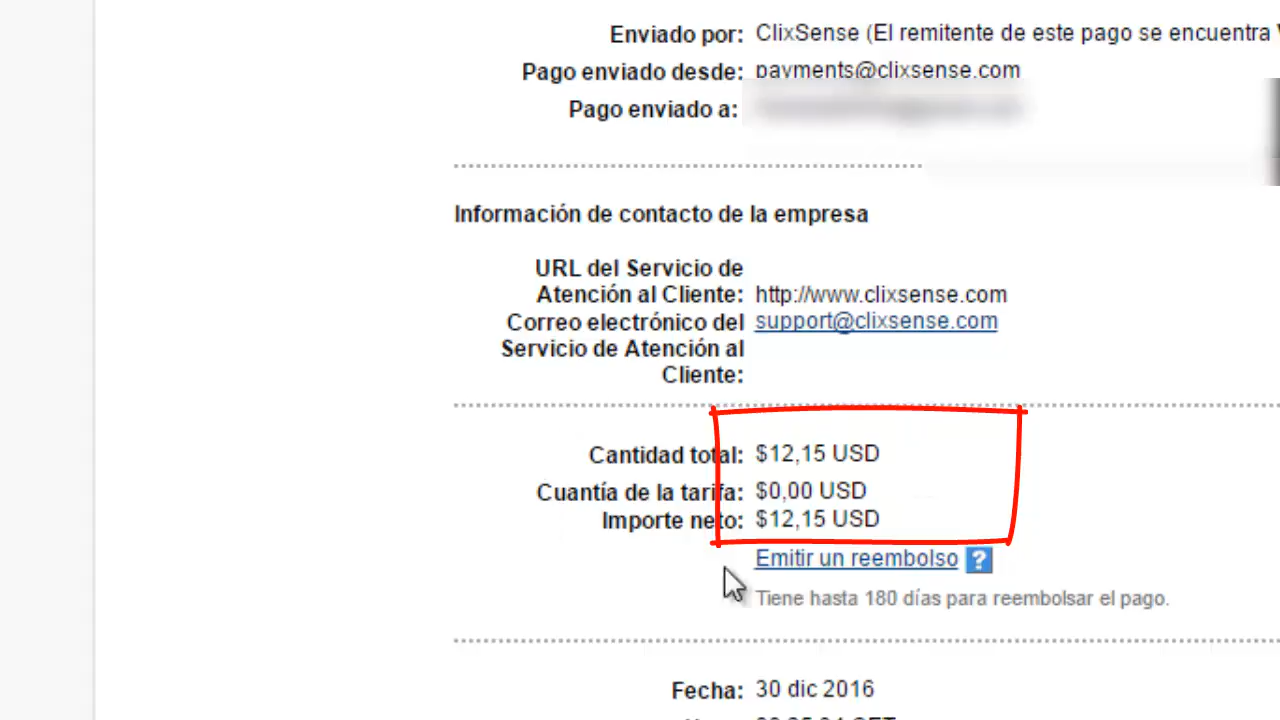 Enviado por: ClixSense (El remitente de este pago se encuentra
Pago enviado desde: payments@clixsense.com
Pago enviado a:
Información de contacto de la empresa
URL del Servicio de
Atención al Cliente: http://www.clixsense.com
Correo electrónico del support@clixsense.com
Servicio de Atención al
Cliente:
Cantidad total: $12,15 USD
Cuantía de la tarifa: $0,00 USD
Importe neto: $12,15 USD
Emitir un reembolso ?
Tiene hasta 180 días para reembolsar el pago.
Fecha: 30 dic 2016